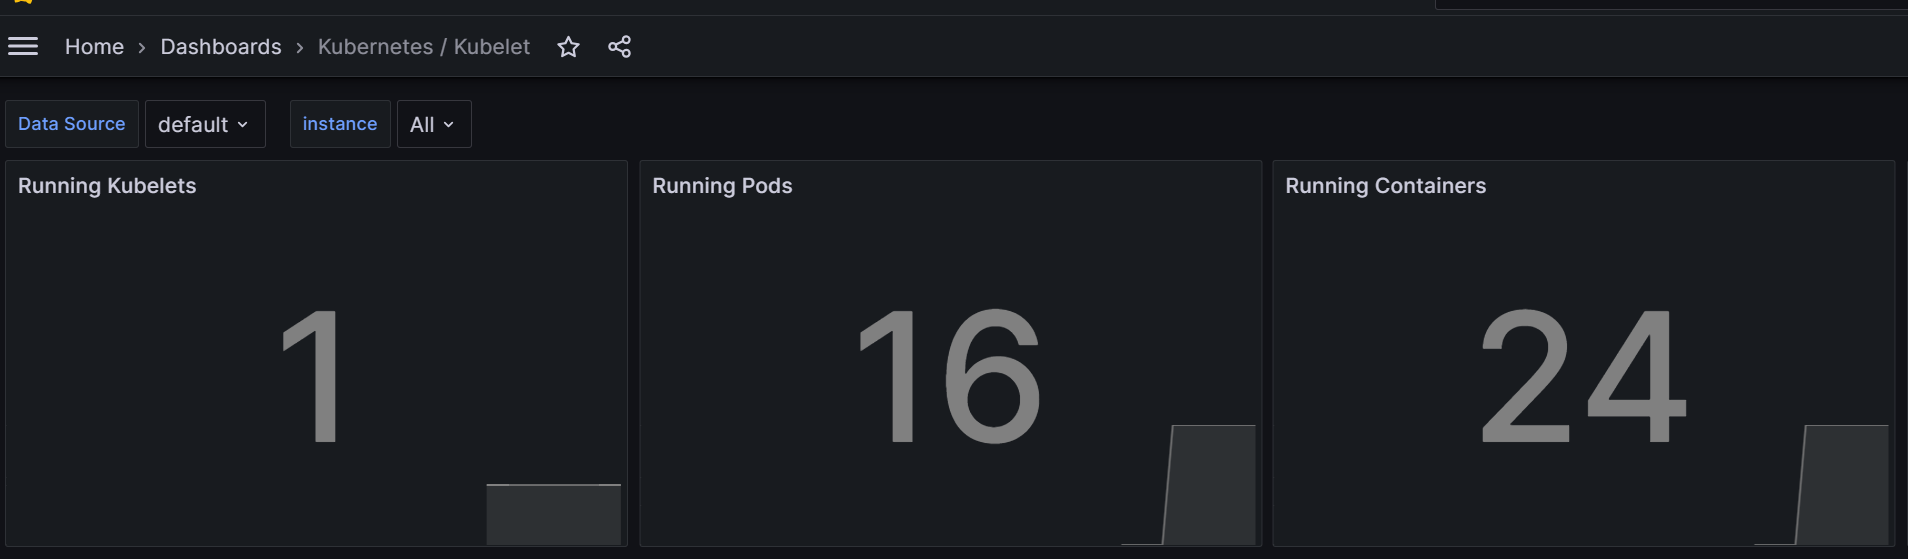 Home › Dashboards › Kubernetes / Kubelet
Data Source default instance All
Running Kubelets
1
Running Pods
16
Running Containers
24